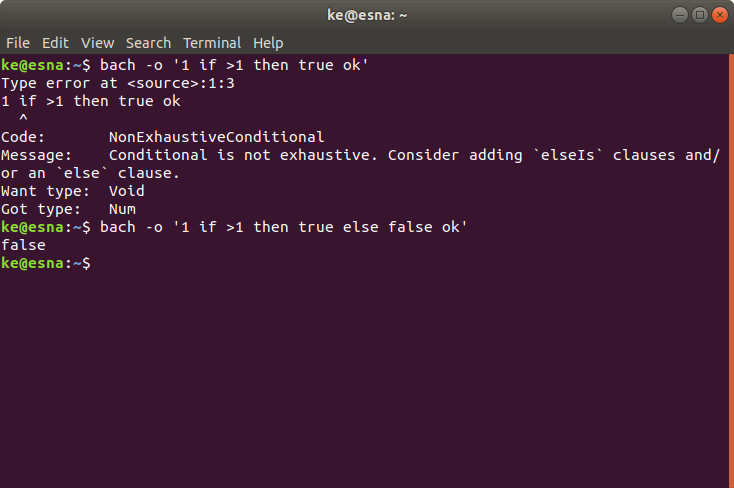 ke@esna: ~
File Edit View Search Terminal Help
ke@esna:~$ bach -o '1 if >1 then true ok'
Type error at <source>:1:3
1 if >1 then true ok
  ^
Code:       NonExhaustiveConditional
Message:    Conditional is not exhaustive. Consider adding `elseIs` clauses and/
or an `else` clause.
Want type:  Void
Got type:   Num
ke@esna:~$ bach -o '1 if >1 then true else false ok'
false
ke@esna:~$